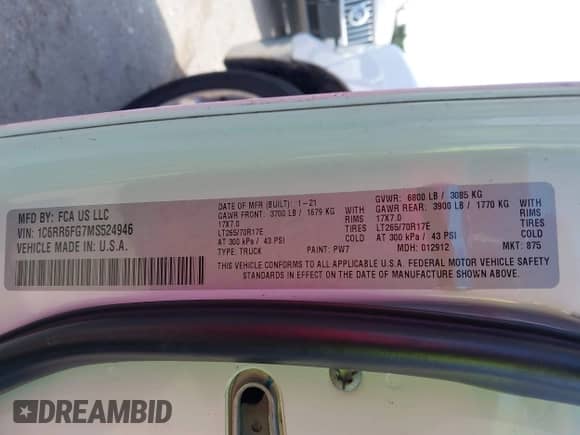 MFD BY: FCA US LLC
VIN: 1C6RR6FG7MS524946
VEHICLE MADE IN U.S.A.
DATE OF MFR (BUILT): 1-21
GAWR FRONT: 3700 LB / 1679 KG WITH
17X7.0 RIMS
LT265/70R17E TIRES
AT 300 kPa / 43 PSI COLD
TYPE: TRUCK PAINT: PW7
GVWR: 6800 LB / 3085 KG
GAWR REAR: 3900 LB / 1770 KG WITH
17X7.0 RIMS
LT265/70R17E TIRES
AT 300 kPa / 43 PSI COLD
MDH: 012912 MKT: 875
THIS VEHICLE CONFORMS TO ALL APPLICABLE U.S.A. FEDERAL MOTOR VEHICLE SAFETY
STANDARDS IN EFFECT ON THE DATE OF MANUFACTURE SHOWN ABOVE.
DREAMBID